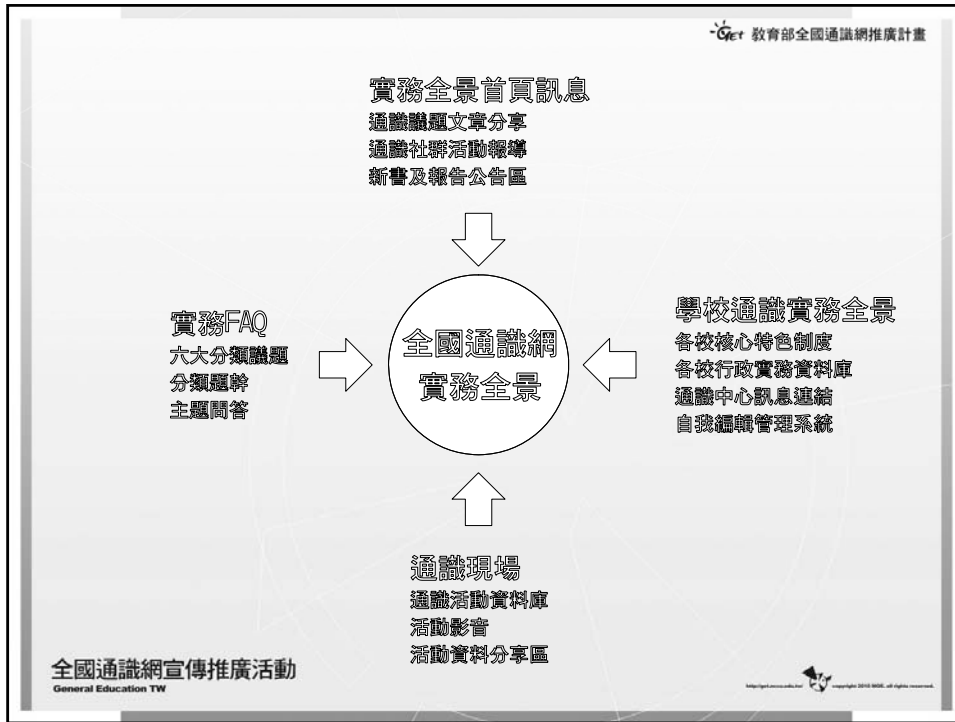 GET 教育部全國通識網推廣計畫
實務全景首頁訊息
通識議題文章分享
通識社群活動報導
新書及報告公告區
實務FAQ
六大分類議題
分類題幹
主題問答
全國通識網
實務全景
學校通識實務全景
各校核心特色制度
各校行政實務資料庫
通識中心訊息連結
自我編輯管理系統
通識現場
通識活動資料庫
活動影音
活動資料分享區
全國通識網宣傳推廣活動
General Education TW
copyright 2010 MOE. all rights reserved.